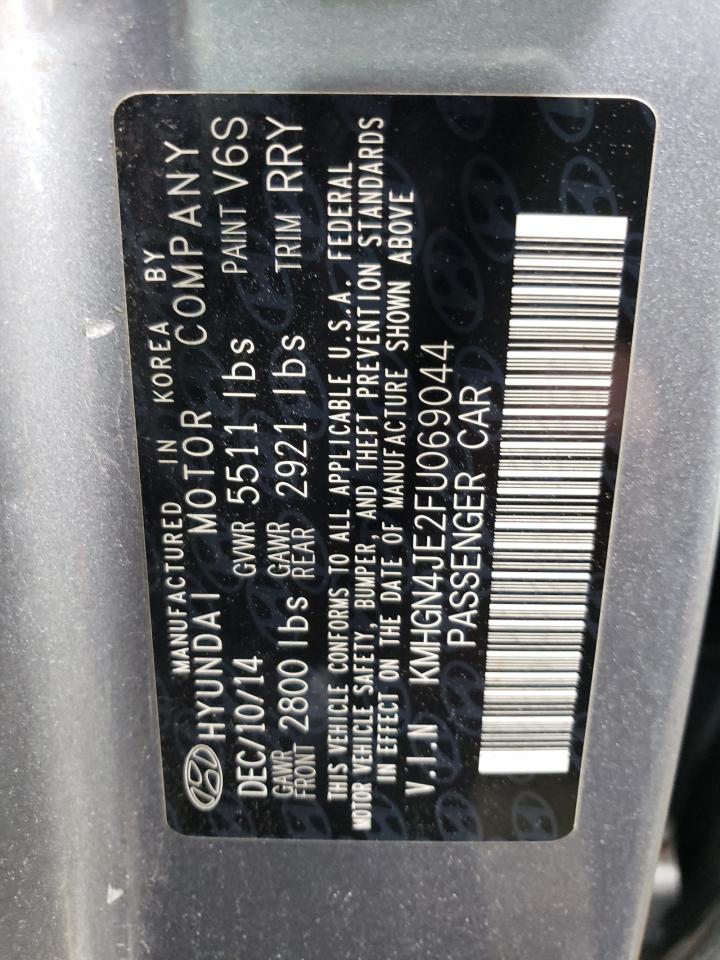 MANUFACTURED IN KOREA BY
HYUNDAI MOTOR COMPANY
DEC/10/14 GVWR 5511 lbs PAINT V6S
GAWR FRONT 2800 lbs GAWR REAR 2921 lbs TRIM RRY
THIS VEHICLE CONFORMS TO ALL APPLICABLE U.S.A. FEDERAL
MOTOR VEHICLE SAFETY, BUMPER, AND THEFT PREVENTION STANDARDS
IN EFFECT ON THE DATE OF MANUFACTURE SHOWN ABOVE
V.I.N KMHGN4JE2FU069044
PASSENGER CAR